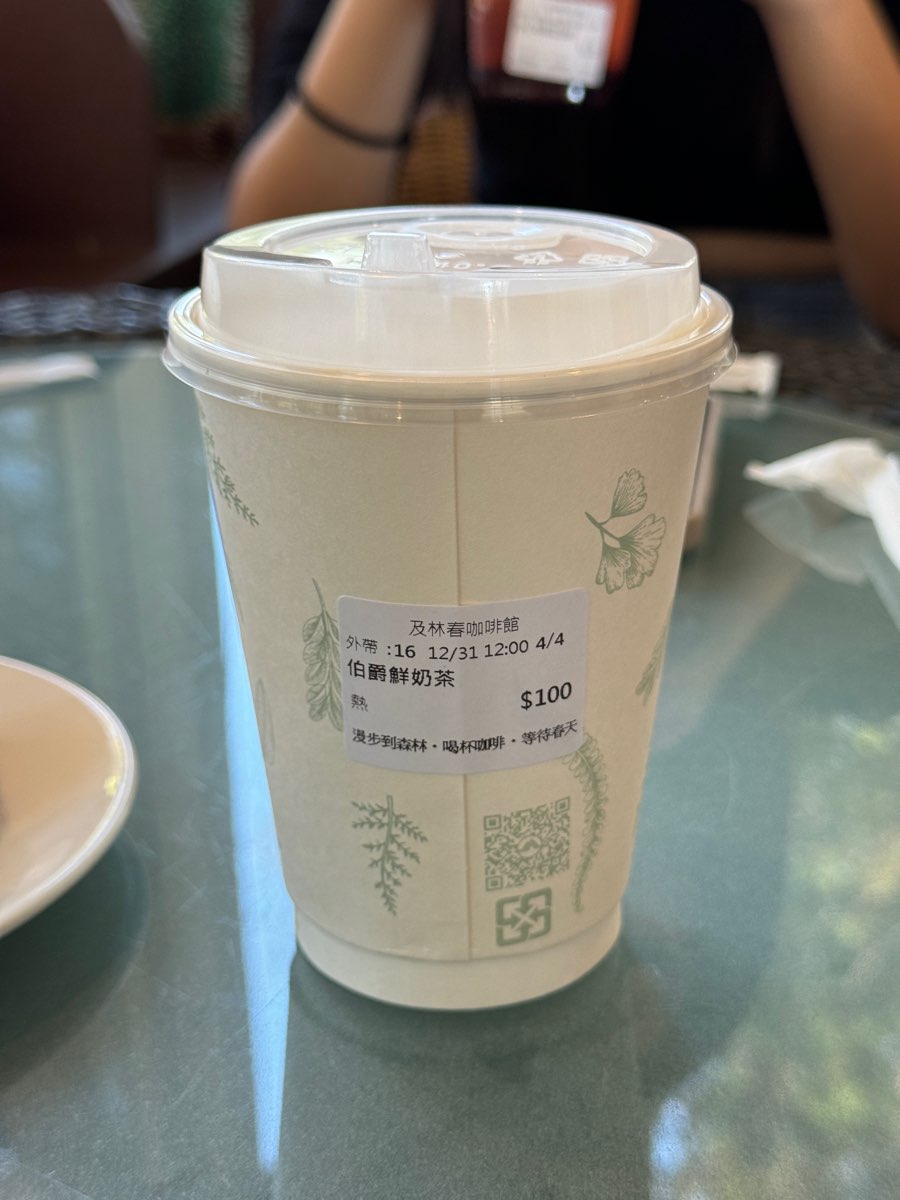 及林春咖啡館
外帶 :16 12/31 12:00 4/4
伯爵鮮奶茶
熱 $100
漫步到森林・喝杯咖啡・等待春天